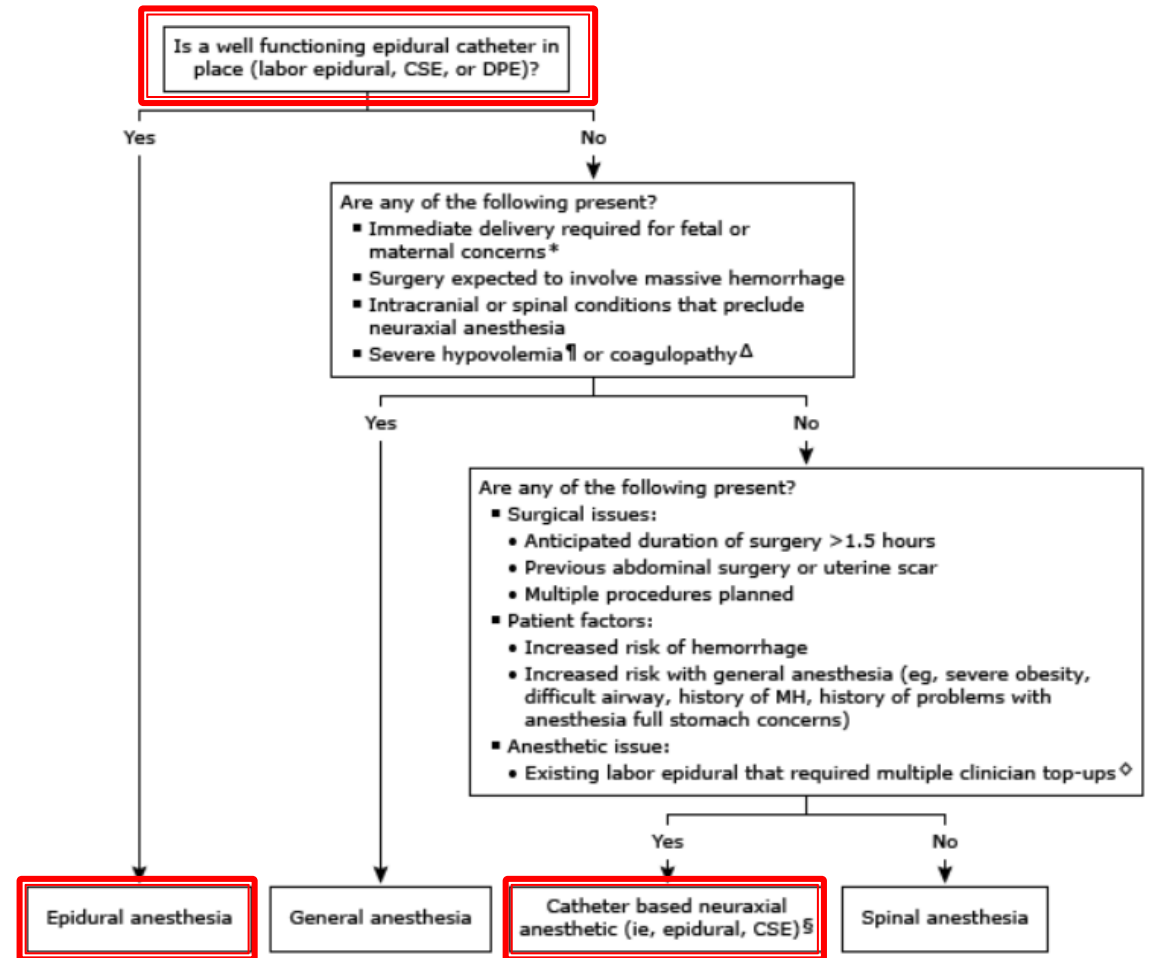 Is a well functioning epidural catheter in
place (labor epidural, CSE, or DPE)?
Yes
No
Are any of the following present?
▪ Immediate delivery required for fetal or
maternal concerns*
▪ Surgery expected to involve massive hemorrhage
▪ Intracranial or spinal conditions that preclude
neuraxial anesthesia
▪ Severe hypovolemia¶ or coagulopathyΔ
Yes
No
Are any of the following present?
▪ Surgical issues:
• Anticipated duration of surgery >1.5 hours
• Previous abdominal surgery or uterine scar
• Multiple procedures planned
▪ Patient factors:
• Increased risk of hemorrhage
• Increased risk with general anesthesia (eg, severe obesity,
difficult airway, history of MH, history of problems with
anesthesia full stomach concerns)
▪ Anesthetic issue:
• Existing labor epidural that required multiple clinician top-ups◇
Yes
No
Epidural anesthesia
General anesthesia
Catheter based neuraxial
anesthetic (ie, epidural, CSE)§
Spinal anesthesia